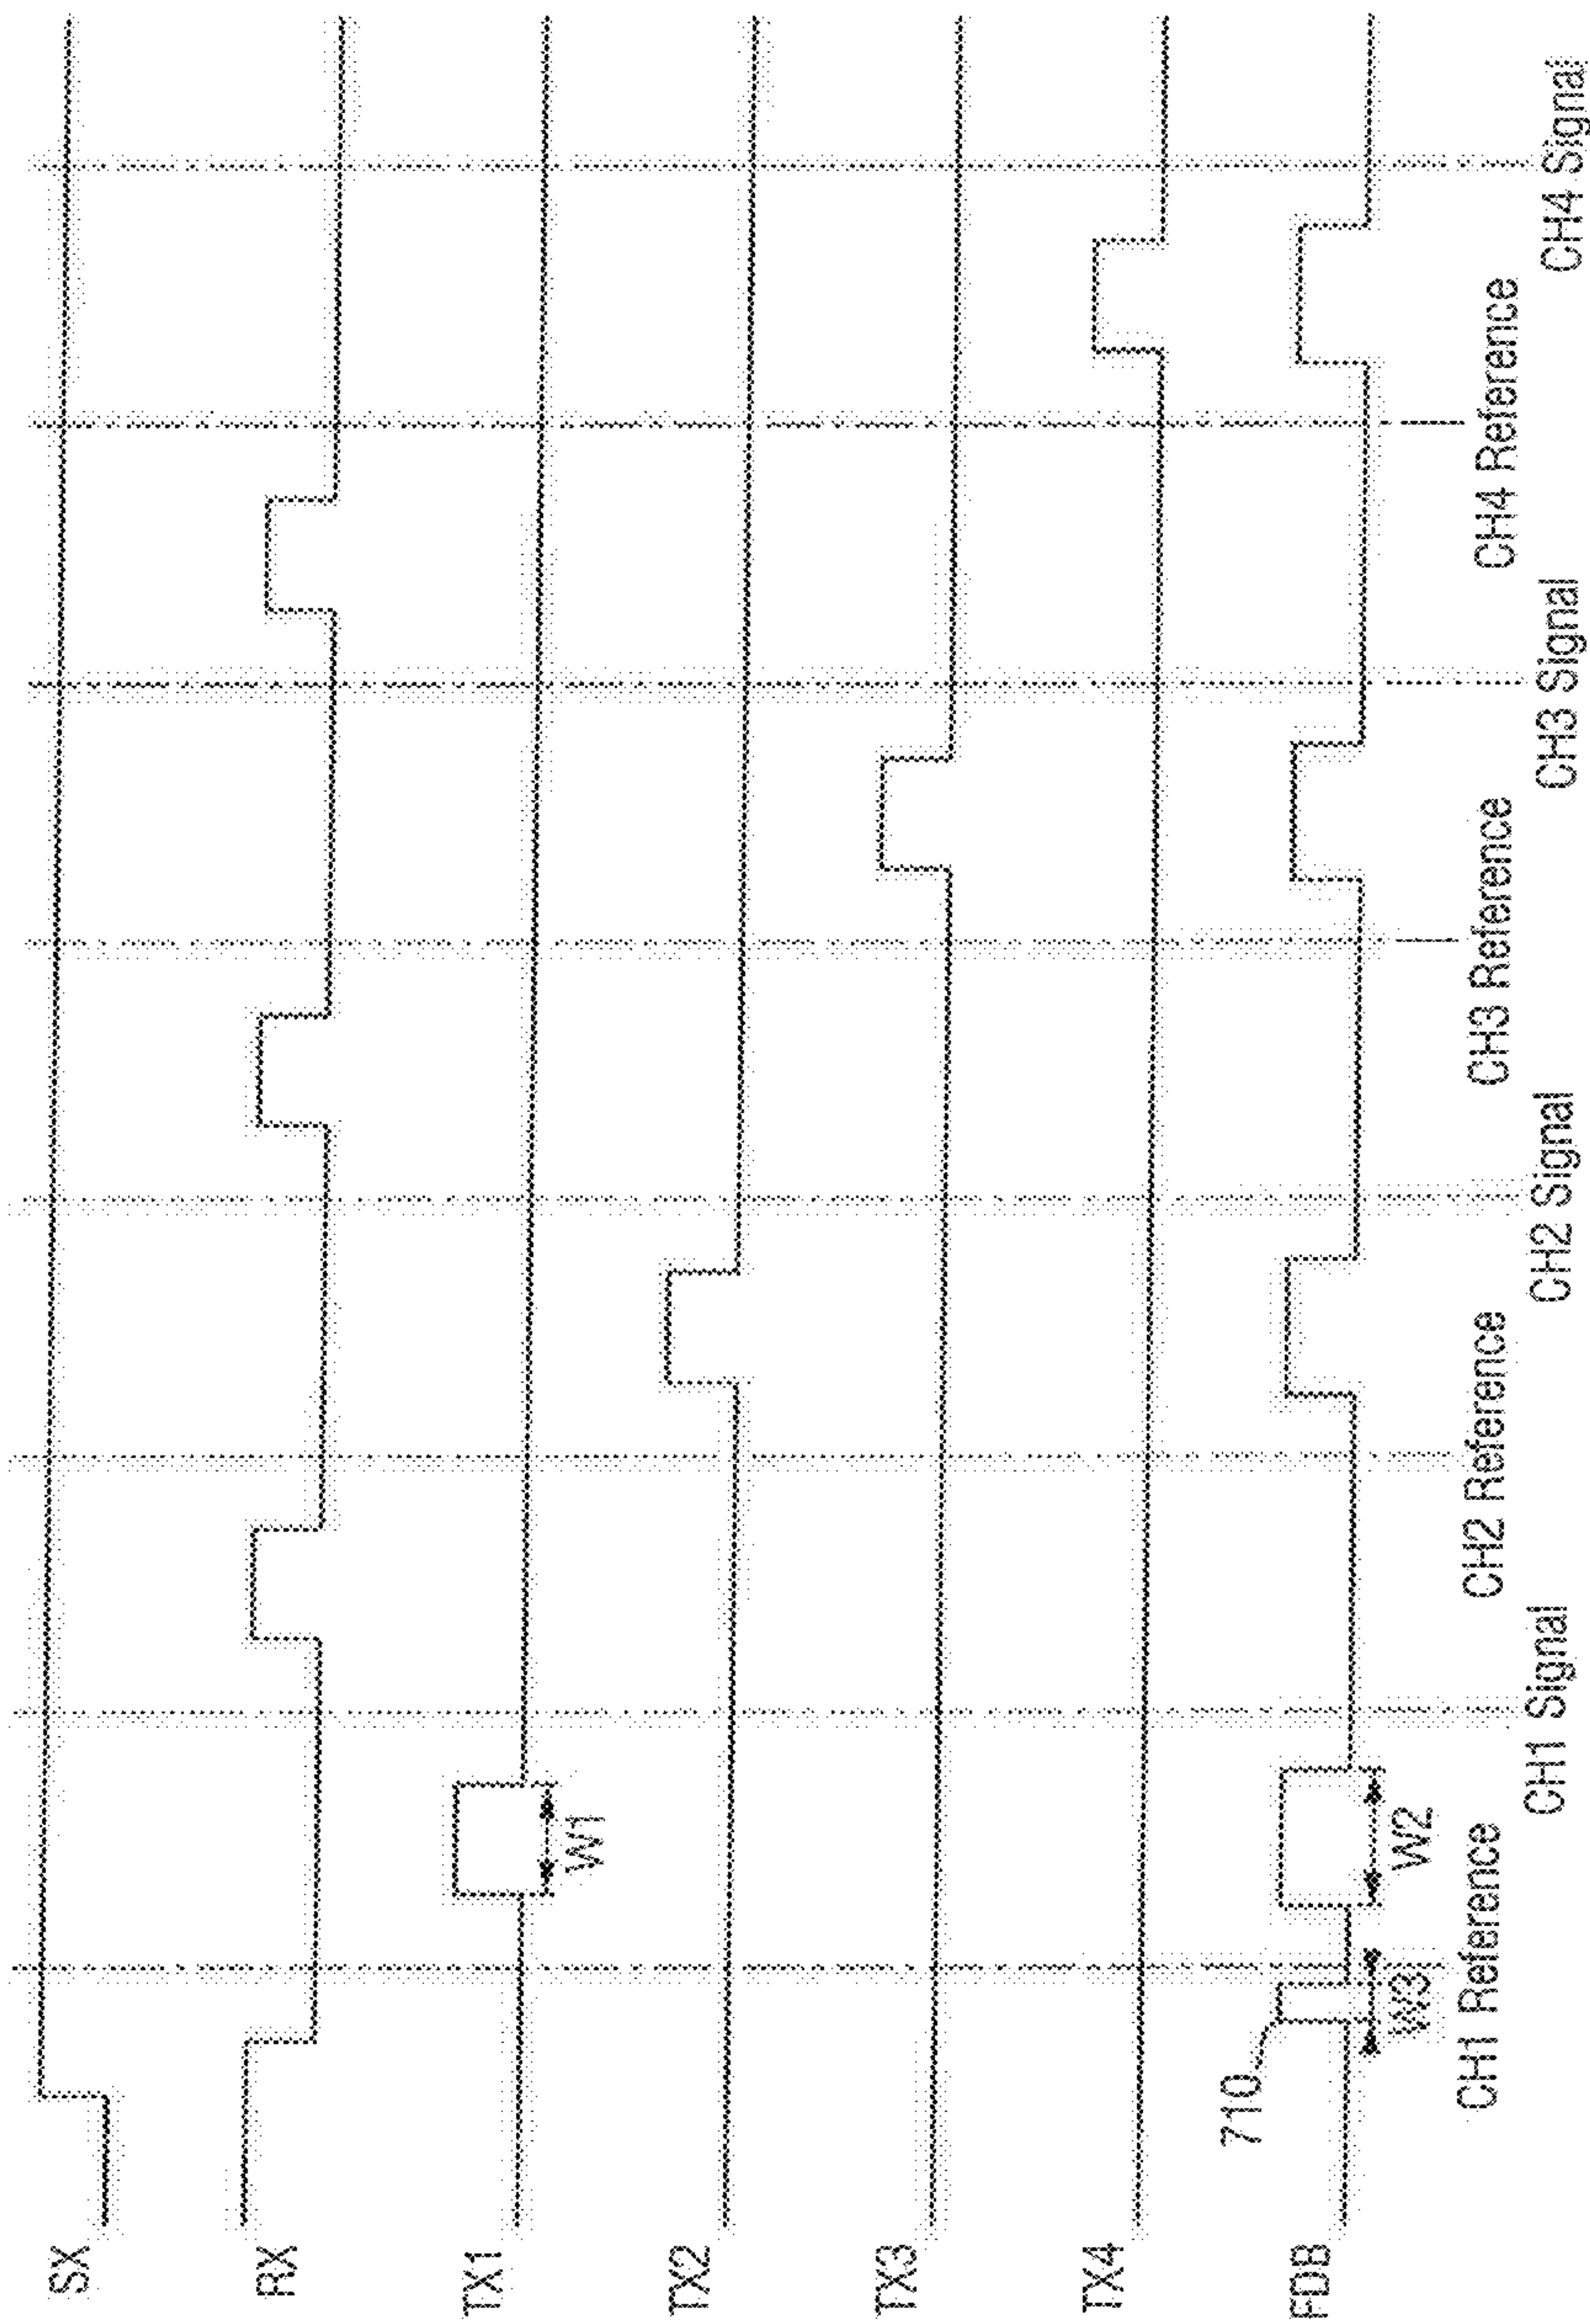 SX
RX
TX1
W1
TX2
TX3
TX4
FDB
710
W3
W2
CH1 Reference
CH1 Signal
CH2 Reference
CH2 Signal
CH3 Reference
CH3 Signal
CH4 Reference
CH4 Signal